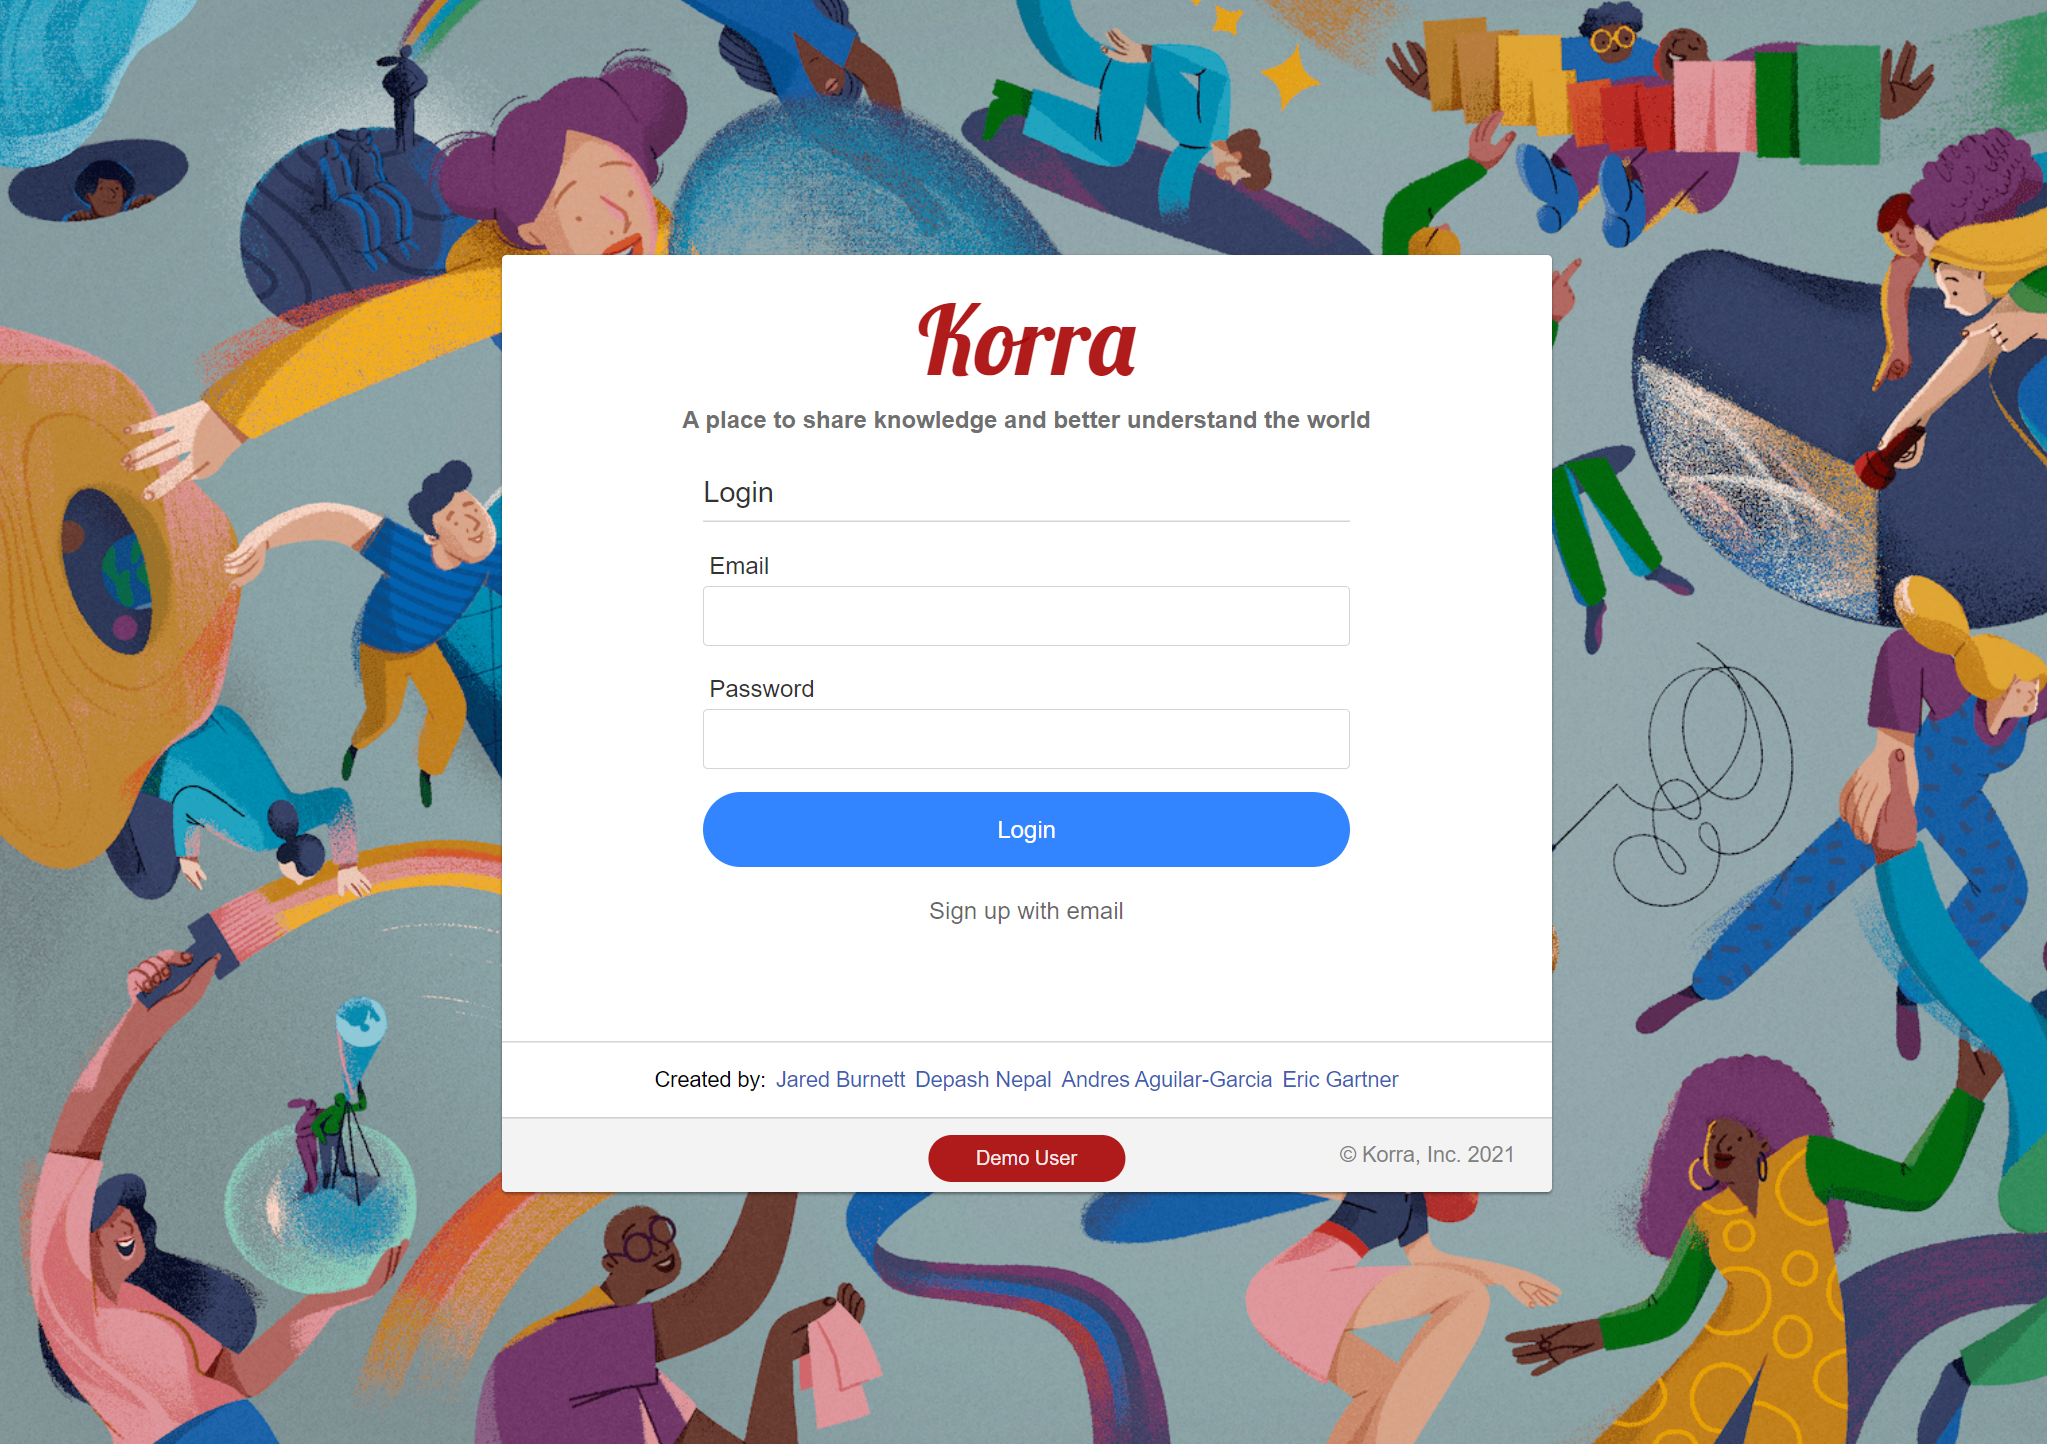 Korra
A place to share knowledge and better understand the world
Login
Email
Password
Login
Sign up with email
Created by: Jared Burnett Depash Nepal Andres Aguilar-Garcia Eric Gartner
Demo User
© Korra, Inc. 2021